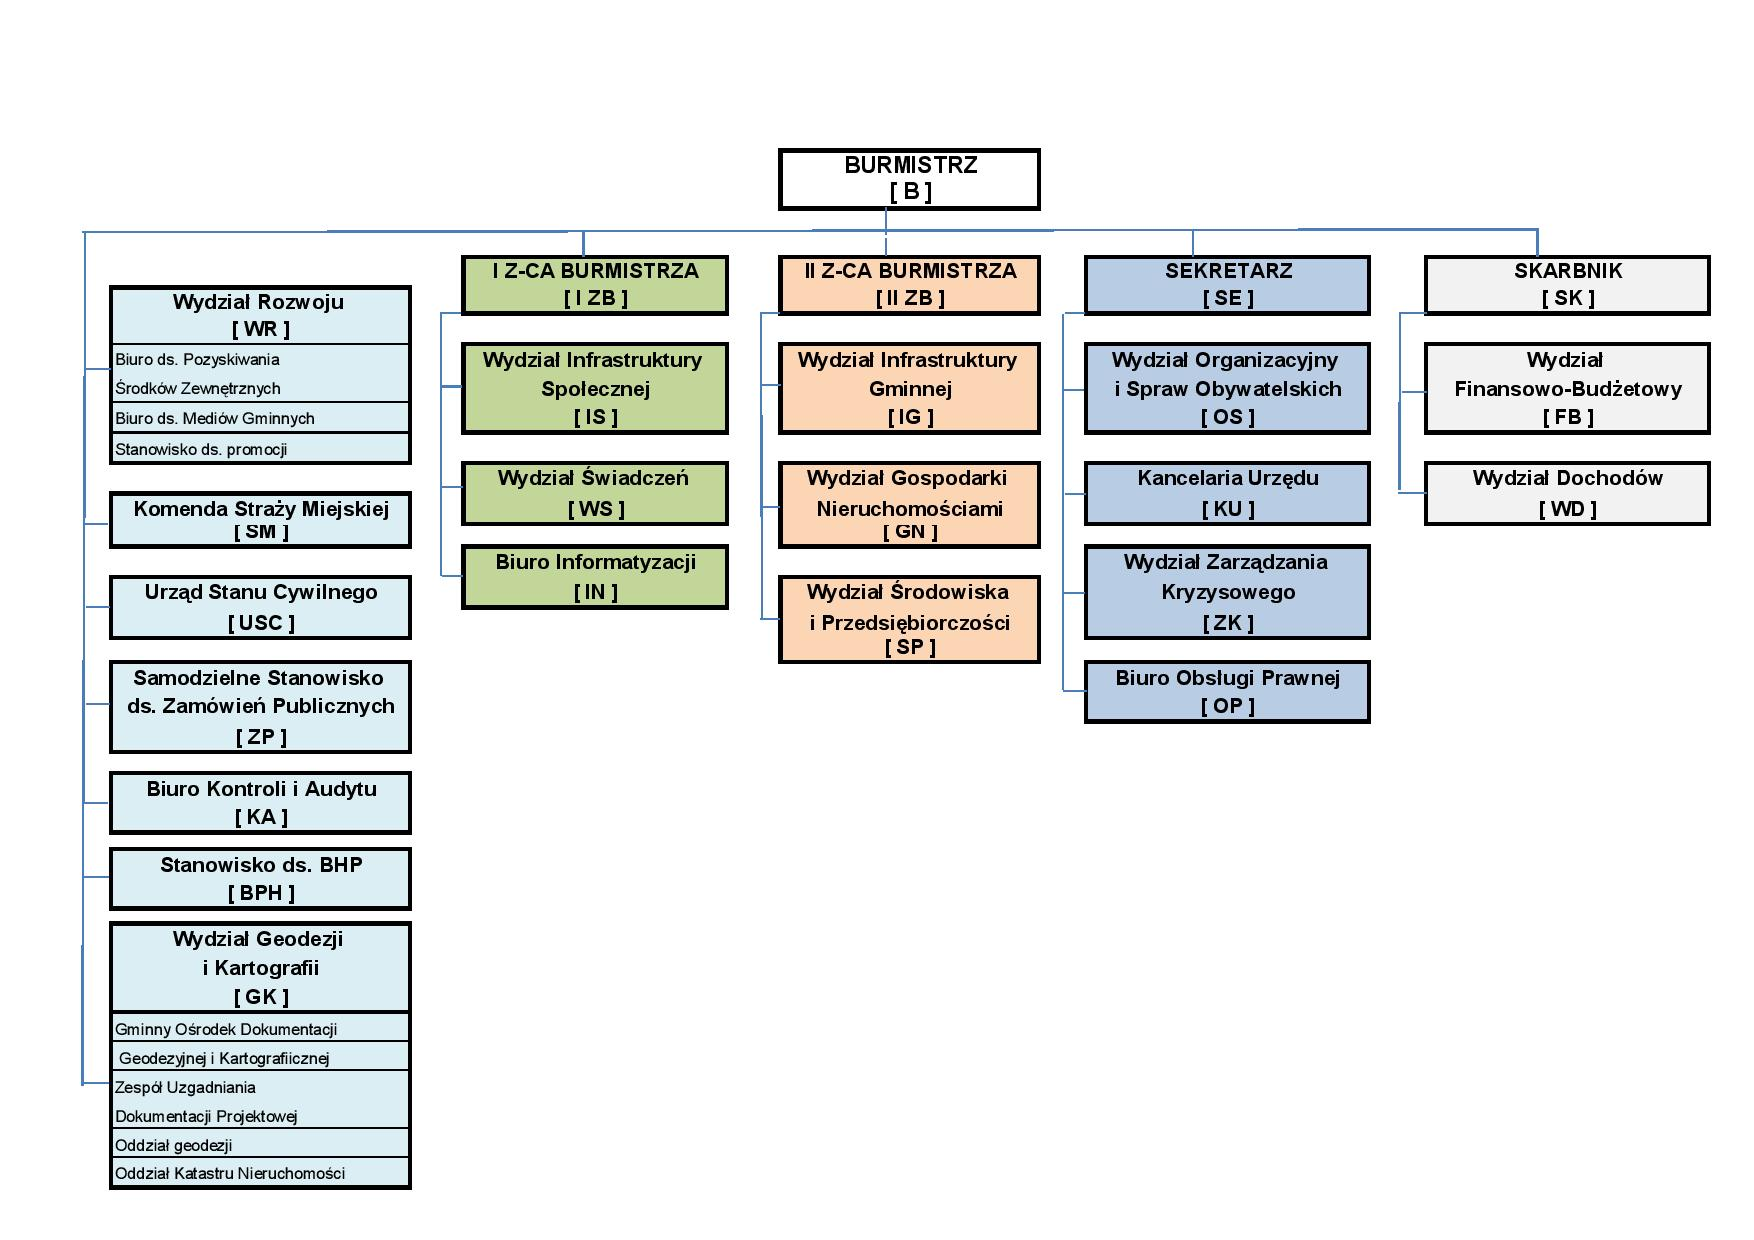 BURMISTRZ
[ B ]
Wydział Rozwoju
[ WR ]
Biuro ds. Pozyskiwania
Środków Zewnętrznych
Biuro ds. Mediów Gminnych
Stanowisko ds. promocji
Komenda Straży Miejskiej
[ SM ]
Urząd Stanu Cywilnego
[ USC ]
Samodzielne Stanowisko
ds. Zamówień Publicznych
[ ZP ]
Biuro Kontroli i Audytu
[ KA ]
Stanowisko ds. BHP
[ BPH ]
Wydział Geodezji
i Kartografii
[ GK ]
Gminny Ośrodek Dokumentacji
Geodezyjnej i Kartografiicznej
Zespół Uzgadniania
Dokumentacji Projektowej
Oddział geodezji
Oddział Katastru Nieruchomości
I Z-CA BURMISTRZA
[ I ZB ]
Wydział Infrastruktury
Społecznej
[ IS ]
Wydział Świadczeń
[ WS ]
Biuro Informatyzacji
[ IN ]
II Z-CA BURMISTRZA
[ II ZB ]
Wydział Infrastruktury
Gminnej
[ IG ]
Wydział Gospodarki
Nieruchomościami
[ GN ]
Wydział Środowiska
i Przedsiębiorczości
[ SP ]
SEKRETARZ
[ SE ]
Wydział Organizacyjny
i Spraw Obywatelskich
[ OS ]
Kancelaria Urzędu
[ KU ]
Wydział Zarządzania
Kryzysowego
[ ZK ]
Biuro Obsługi Prawnej
[ OP ]
SKARBNIK
[ SK ]
Wydział
Finansowo-Budżetowy
[ FB ]
Wydział Dochodów
[ WD ]